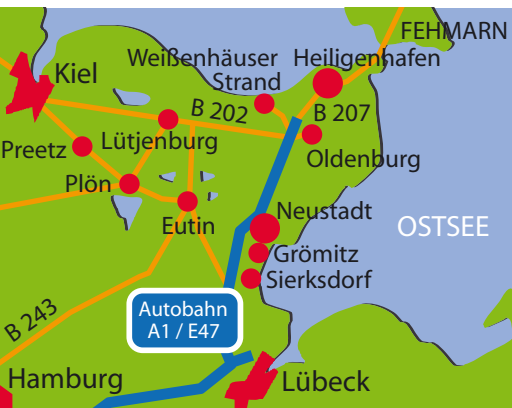 FEHMARN
Weißenhäuser
Strand
Heiligenhafen
Kiel
B 202
B 207
Preetz
Lütjenburg
Oldenburg
Plön
Eutin
Neustadt
OSTSEE
Grömitz
Sierksdorf
Autobahn
A1 / E47
B 243
Hamburg
Lübeck